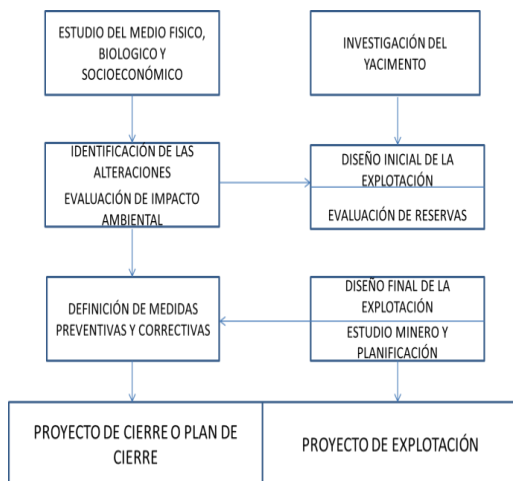 ESTUDIO DEL MEDIO FISICO,
BIOLOGICO Y
SOCIOECONÓMICO
INVESTIGACIÓN DEL
YACIMENTO
IDENTIFICACIÓN DE LAS
ALTERACIONES
EVALUACIÓN DE IMPACTO
AMBIENTAL
DISEÑO INICIAL DE LA
EXPLOTACIÓN
EVALUACIÓN DE RESERVAS
DEFINICIÓN DE MEDIDAS
PREVENTIVAS Y CORRECTIVAS
DISEÑO FINAL DE LA
EXPLOTACIÓN
ESTUDIO MINERO Y
PLANIFICACIÓN
PROYECTO DE CIERRE O PLAN DE
CIERRE
PROYECTO DE EXPLOTACIÓN